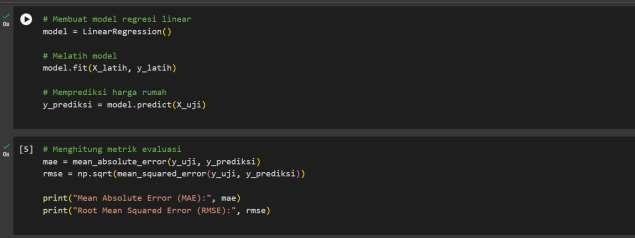 # Membuat model regresi linear
model = LinearRegression()
# Melatih model
model.fit(X_latih, y_latih)
# Memprediksi harga rumah
y_prediksi = model.predict(X_uji)
0s
[5]
# Menghitung metrik evaluasi
mae = mean_absolute_error(y_uji, y_prediksi)
rmse = np.sqrt(mean_squared_error(y_uji, y_prediksi))
print("Mean Absolute Error (MAE):", mae)
print("Root Mean Squared Error (RMSE):", rmse)
0s